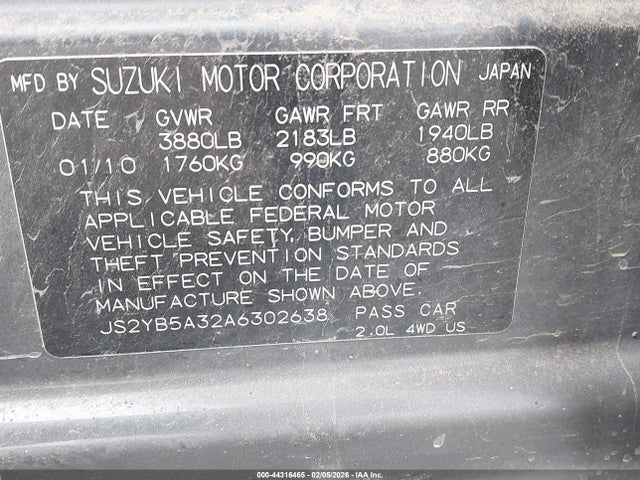 MFD BY SUZUKI MOTOR CORPORATION JAPAN
DATE GVWR GAWR FRT GAWR RR
3880LB 2183LB 1940LB
01/10 1760KG 990KG 880KG
THIS VEHICLE CONFORMS TO ALL
APPLICABLE FEDERAL MOTOR
VEHICLE SAFETY, BUMPER AND
THEFT PREVENTION STANDARDS
IN EFFECT ON THE DATE OF
MANUFACTURE SHOWN ABOVE.
JS2YB5A32A6302638 PASS CAR
2.0L 4WD US
000-44316465 - 02/05/2026 - IAA Inc.